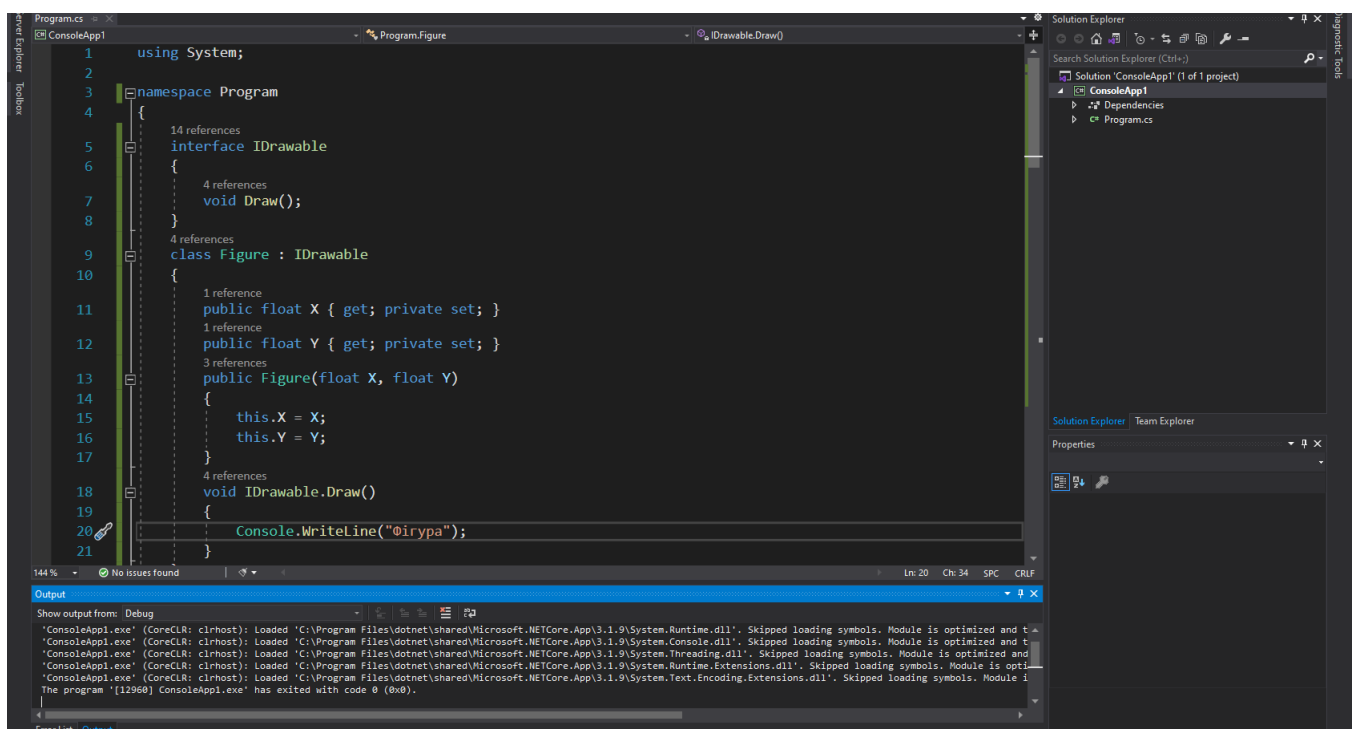 Server Explorer
Toolbox
Program.cs
ConsoleApp1
Program.Figure
IDrawable.Draw()
1 using System;
2
3 namespace Program
4 {
14 references
5 interface IDrawable
6 {
4 references
7 void Draw();
8 }
4 references
9 class Figure : IDrawable
10 {
1 reference
11 public float X { get; private set; }
1 reference
12 public float Y { get; private set; }
3 references
13 public Figure(float X, float Y)
14 {
15 this.X = X;
16 this.Y = Y;
17 }
4 references
18 void IDrawable.Draw()
19 {
20 Console.WriteLine("Фігура");
21 }
144 %
No issues found
Ln: 20 Ch: 34 SPC CRLF
Output
Show output from: Debug
'ConsoleApp1.exe' (CoreCLR: clrhost): Loaded 'C:\Program Files\dotnet\shared\Microsoft.NETCore.App\3.1.9\System.Runtime.dll'. Skipped loading symbols. Module is optimized and t
'ConsoleApp1.exe' (CoreCLR: clrhost): Loaded 'C:\Program Files\dotnet\shared\Microsoft.NETCore.App\3.1.9\System.Console.dll'. Skipped loading symbols. Module is optimized and t
'ConsoleApp1.exe' (CoreCLR: clrhost): Loaded 'C:\Program Files\dotnet\shared\Microsoft.NETCore.App\3.1.9\System.Threading.dll'. Skipped loading symbols. Module is optimized and
'ConsoleApp1.exe' (CoreCLR: clrhost): Loaded 'C:\Program Files\dotnet\shared\Microsoft.NETCore.App\3.1.9\System.Runtime.Extensions.dll'. Skipped loading symbols. Module is opti
'ConsoleApp1.exe' (CoreCLR: clrhost): Loaded 'C:\Program Files\dotnet\shared\Microsoft.NETCore.App\3.1.9\System.Text.Encoding.Extensions.dll'. Skipped loading symbols. Module i
The program '[12960] ConsoleApp1.exe' has exited with code 0 (0x0).
Solution Explorer
Search Solution Explorer (Ctrl+;)
Solution 'ConsoleApp1' (1 of 1 project)
ConsoleApp1
Dependencies
C# Program.cs
Solution Explorer Team Explorer
Properties
Diagnostic Tools